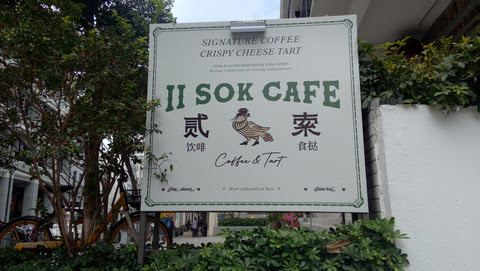 SIGNATURE COFFEE
CRISPY CHEESE TART
II SOK CAFE
贰 索
饮啡 食挞
Coffee & Tart